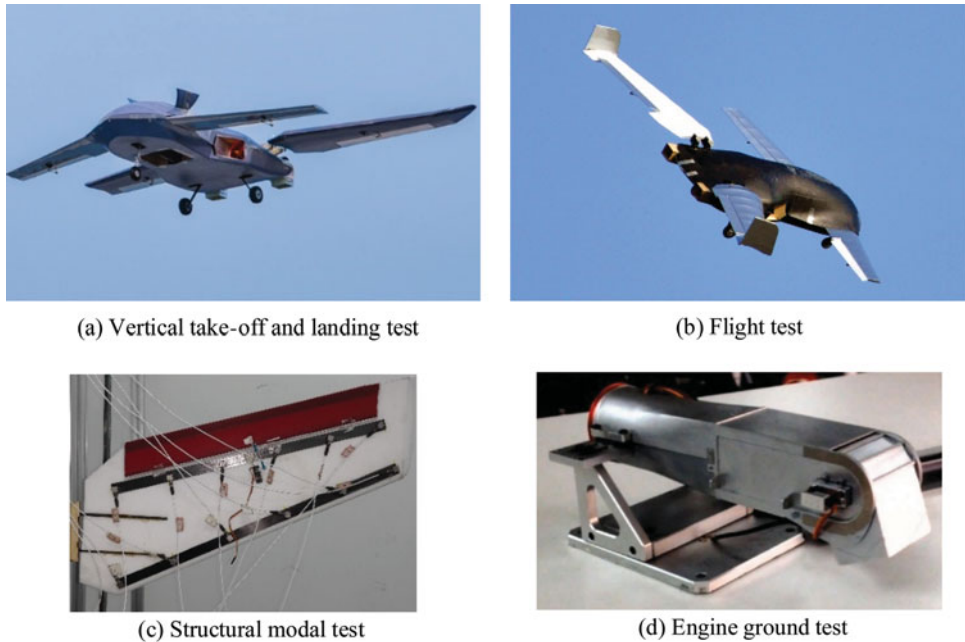 (a) Vertical take-off and landing test
(b) Flight test
(c) Structural modal test
(d) Engine ground test